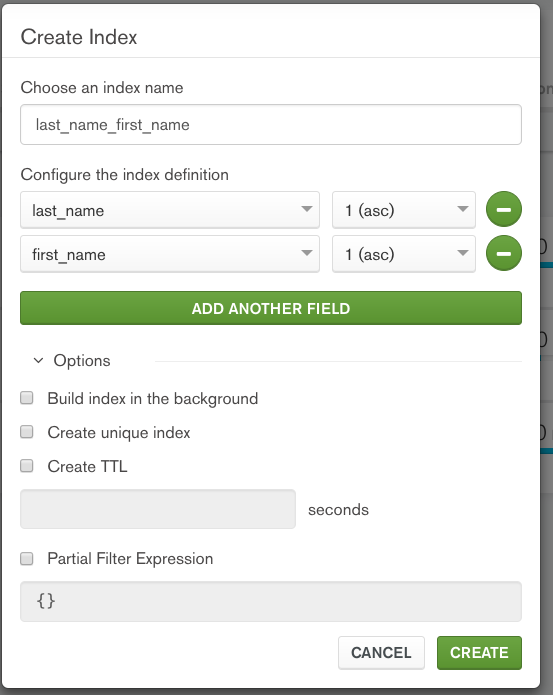 Create Index
Choose an index name
last_name_first_name
Configure the index definition
last_name 1 (asc)
first_name 1 (asc)
ADD ANOTHER FIELD
Options
Build index in the background
Create unique index
Create TTL
seconds
Partial Filter Expression
{}
CANCEL CREATE